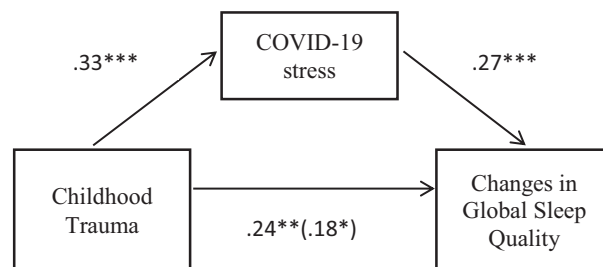 COVID-19
stress
.33***
.27***
Childhood
Trauma
.24**(.18*)
Changes in
Global Sleep
Quality